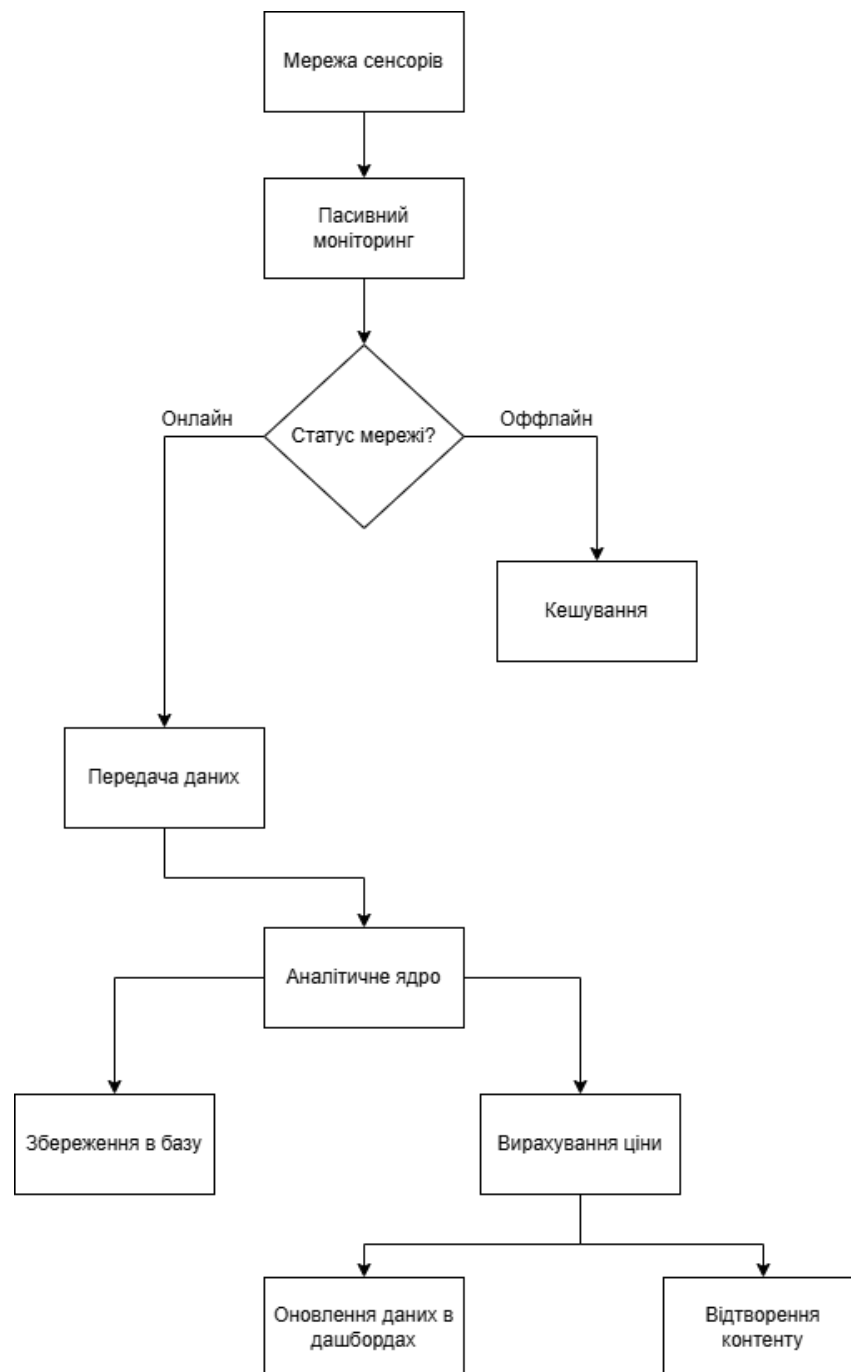 Мережа сенсорів
Пасивний
моніторинг
Онлайн
Статус мережі?
Оффлайн
Кешування
Передача даних
Аналітичне ядро
Збереження в базу
Вирахування ціни
Оновлення даних в
дашбордах
Відтворення
контенту